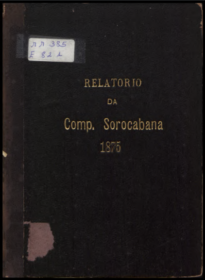 RELATORIO
DA
Comp. Sorocabana
1875